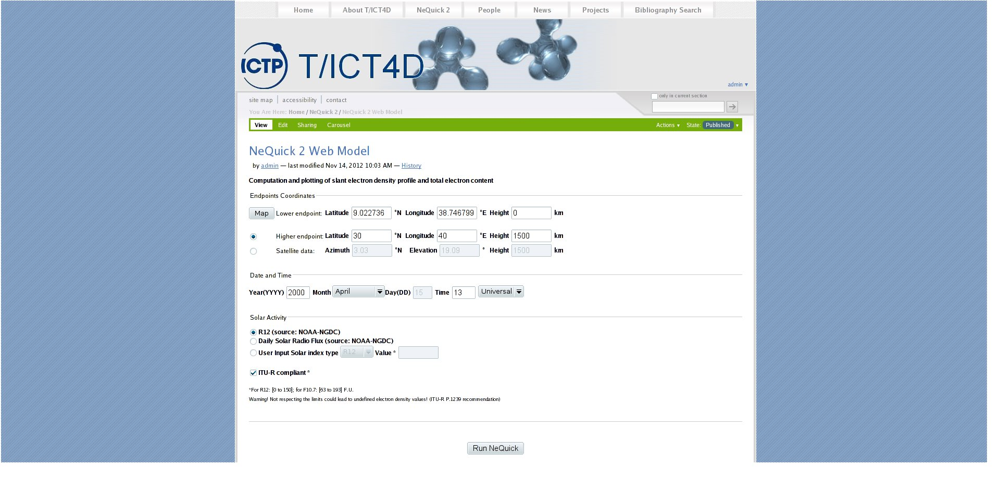 Home About T/ICT4D NeQuick 2 People News Projects Bibliography Search
ICTP T/ICT4D
admin ▼
site map accessibility contact
only in current section
You Are Here: Home / NeQuick 2 / NeQuick 2 Web Model
View Edit Sharing Carousel Actions ▼ State: Published ▼
NeQuick 2 Web Model
by admin — last modified Nov 14, 2012 10:03 AM — History
Computation and plotting of slant electron density profile and total electron content
Endpoints Coordinates
Map Lower endpoint: Latitude 9.022736 °N Longitude 38.746799 °E Height 0 km
Higher endpoint: Latitude 30 °N Longitude 40 °E Height 1500 km
Satellite data: Azimuth 3.03 °N Elevation 19.09 ° Height 1500 km
Date and Time
Year(YYYY) 2000 Month April Day(DD) 15 Time 13 Universal
Solar Activity
R12 (source: NOAA-NGDC)
Daily Solar Radio Flux (source: NOAA-NGDC)
User Input Solar index type R12 Value *
ITU-R compliant *
*For R12: [0 to 150]; for F10.7: [63 to 193] F.U.
Warning! Not respecting the limits could lead to undefined electron density values! (ITU-R P.1239 recommendation)
Run NeQuick